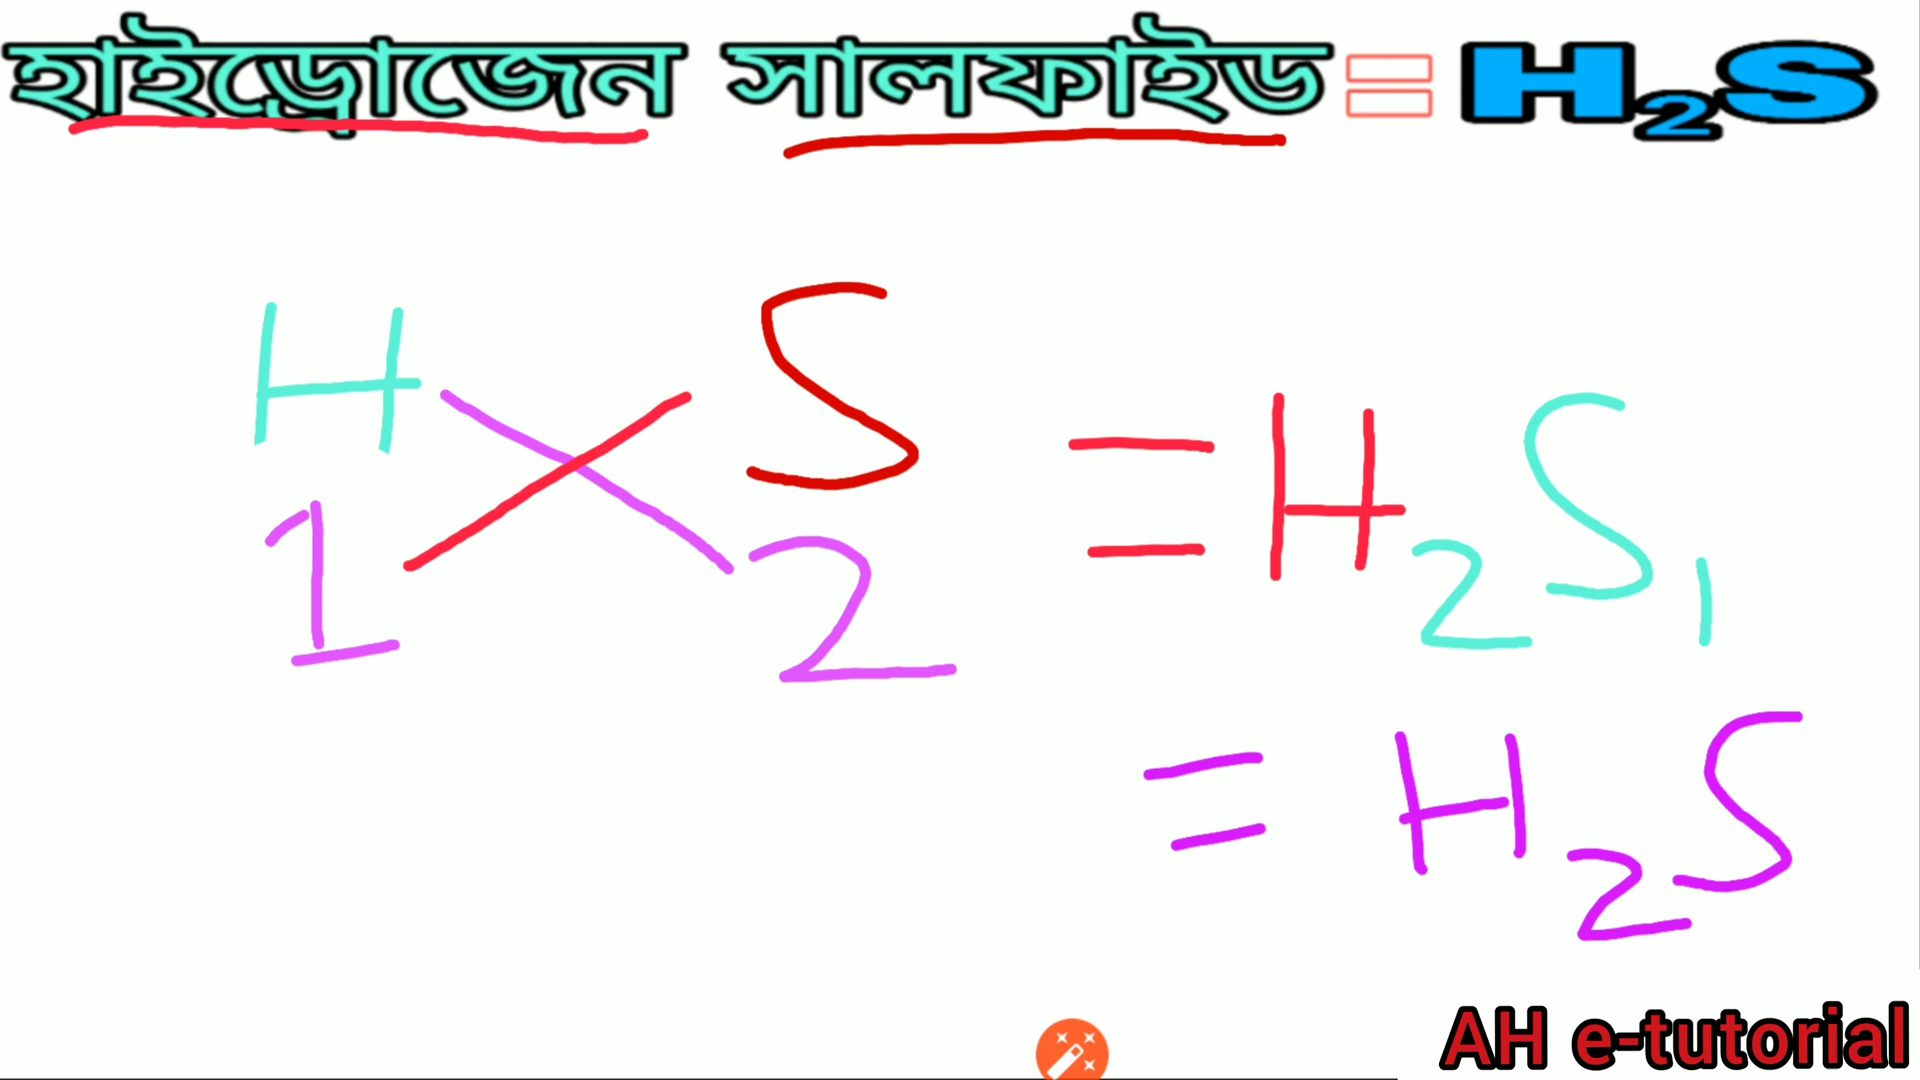 হাইড্রোজেন সালফাইড = H₂S
H S
1 2
= H₂S₁
= H₂S
AH e-tutorial